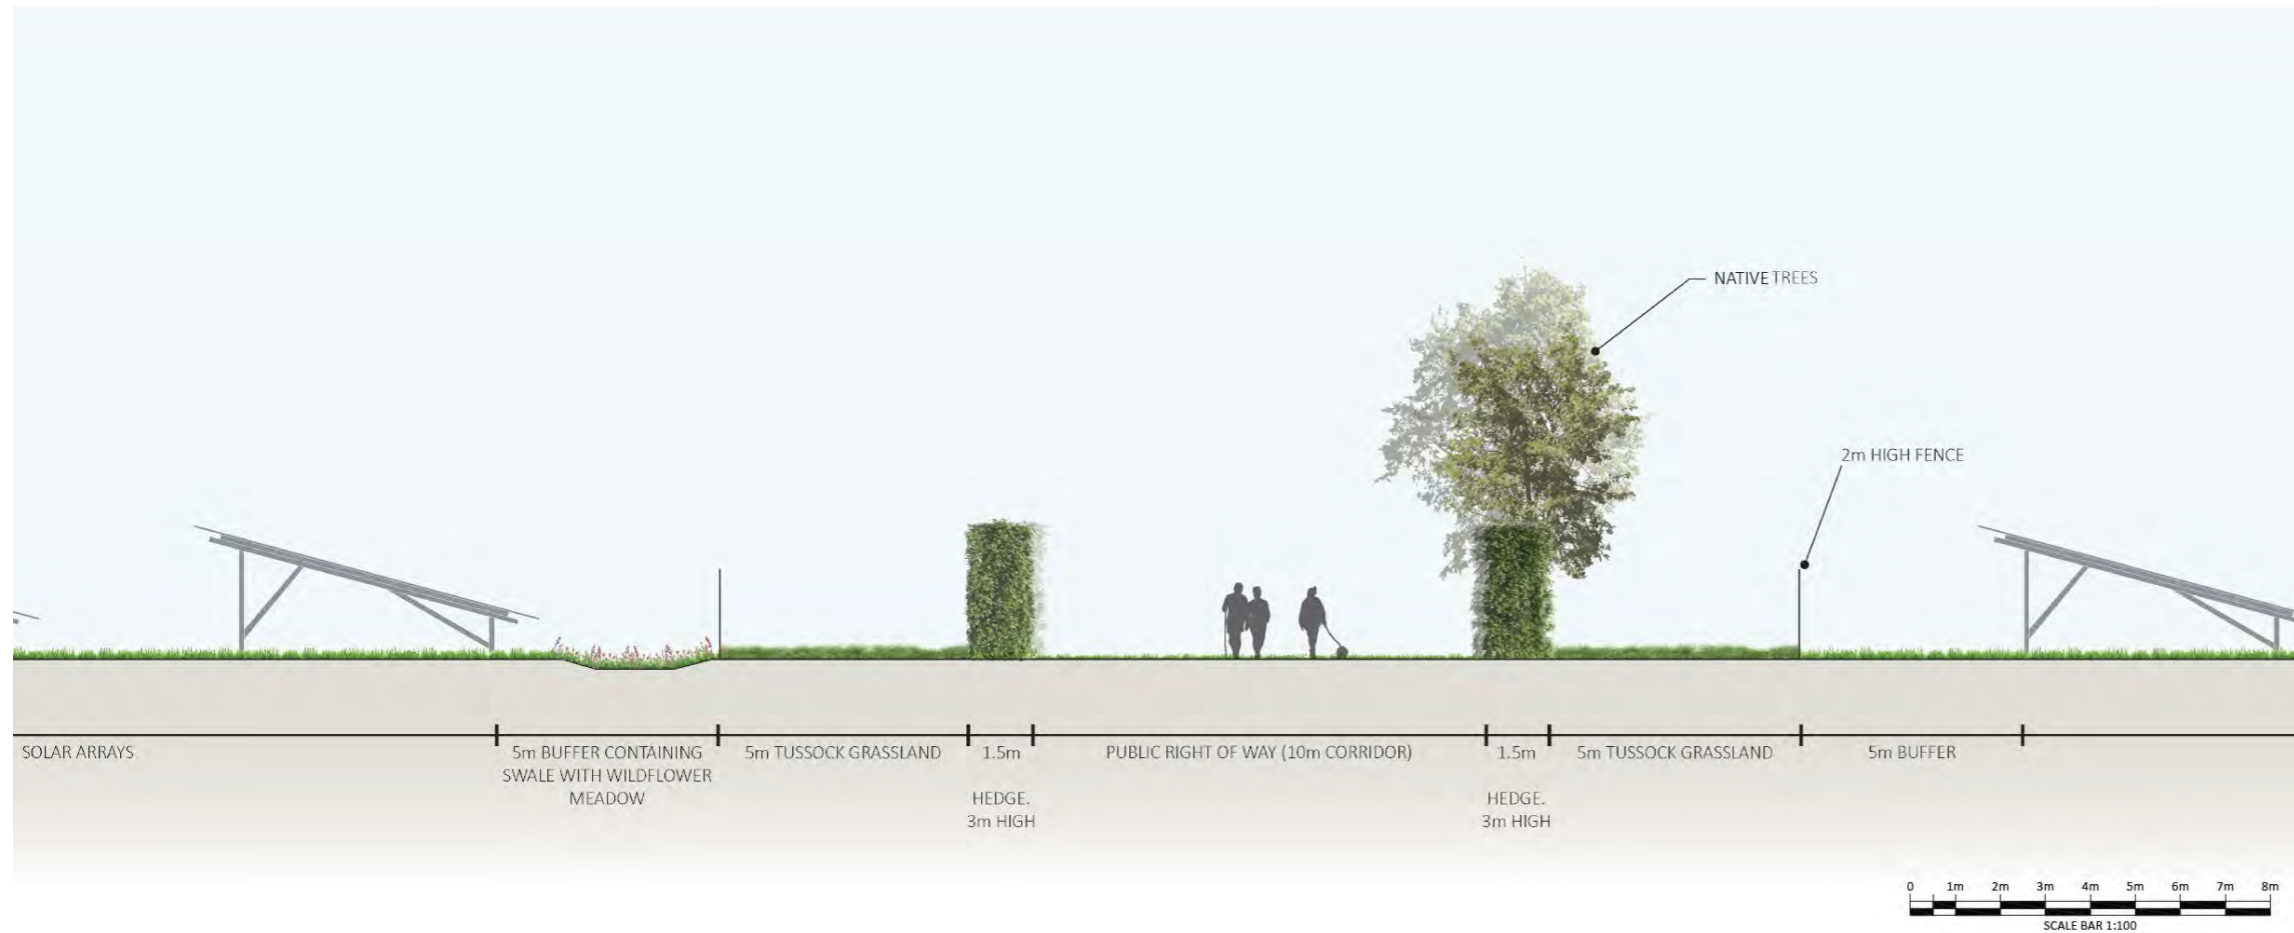 NATIVE TREES
2m HIGH FENCE
SOLAR ARRAYS
5m BUFFER CONTAINING
SWALE WITH WILDFLOWER
MEADOW
5m TUSSOCK GRASSLAND
1.5m
HEDGE.
3m HIGH
PUBLIC RIGHT OF WAY (10m CORRIDOR)
1.5m
HEDGE.
3m HIGH
5m TUSSOCK GRASSLAND
5m BUFFER
0 1m 2m 3m 4m 5m 6m 7m 8m
SCALE BAR 1:100